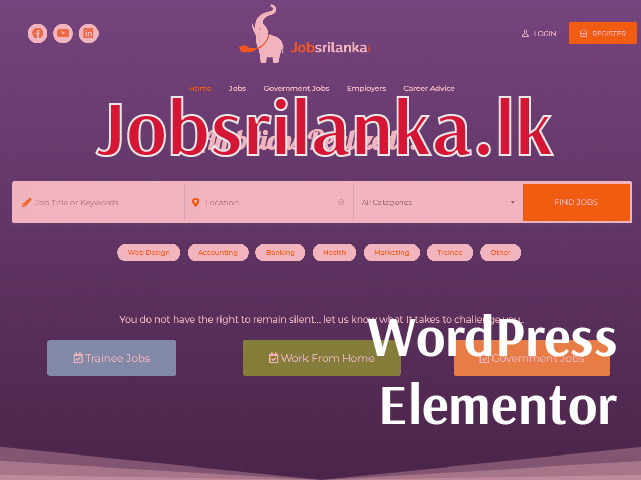 Jobsrilanka
LOGIN
REGISTER
Home Jobs Government Jobs Employers Career Advice
Jobsrilanka.lk
Job Title or Keywords
Location
All Categories
FIND JOBS
Web Design Accounting Banking Health Marketing Trainee Other
You do not have the right to remain silent... let us know what it takes to challenge you.
WordPress
Trainee Jobs
Work From Home
Government Jobs
Elementor